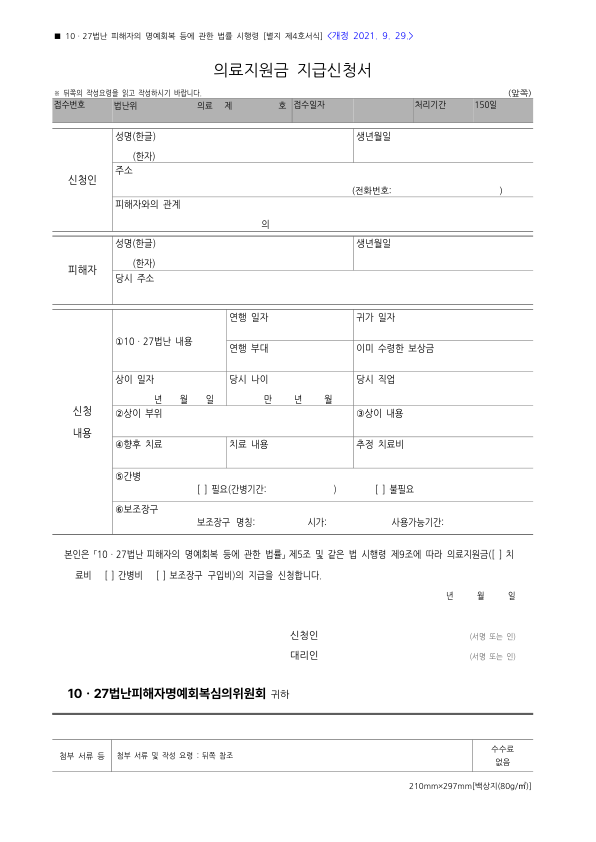 ■ 10ㆍ27법난 피해자의 명예회복 등에 관한 법률 시행령 [별지 제4호서식] <개정 2021. 9. 29.>
의료지원금 지급신청서
※ 뒤쪽의 작성요령을 읽고 작성하시기 바랍니다. (앞쪽)
접수번호 법난위 의료 제 호 접수일자 처리기간 150일
신청인
성명(한글) 생년월일
(한자)
주소
(전화번호: )
피해자와의 관계
의
피해자
성명(한글) 생년월일
(한자)
당시 주소
신청 내용
①10ㆍ27법난 내용
연행 일자 귀가 일자
연행 부대 이미 수령한 보상금
상이 일자 당시 나이 당시 직업
년 월 일 만 년 월
②상이 부위 ③상이 내용
④향후 치료 치료 내용 추정 치료비
⑤간병
[ ] 필요(간병기간: ) [ ] 불필요
⑥보조장구
보조장구 명칭: 시가: 사용가능기간:
본인은 「10ㆍ27법난 피해자의 명예회복 등에 관한 법률」 제5조 및 같은 법 시행령 제9조에 따라 의료지원금([ ] 치
료비 [ ] 간병비 [ ] 보조장구 구입비)의 지급을 신청합니다.
년 월 일
신청인 (서명 또는 인)
대리인 (서명 또는 인)
10ㆍ27법난피해자명예회복심의위원회 귀하
첨부 서류 등 첨부 서류 및 작성 요령 : 뒤쪽 참조 수수료
없음
210mm×297mm[백상지(80g/㎡)]